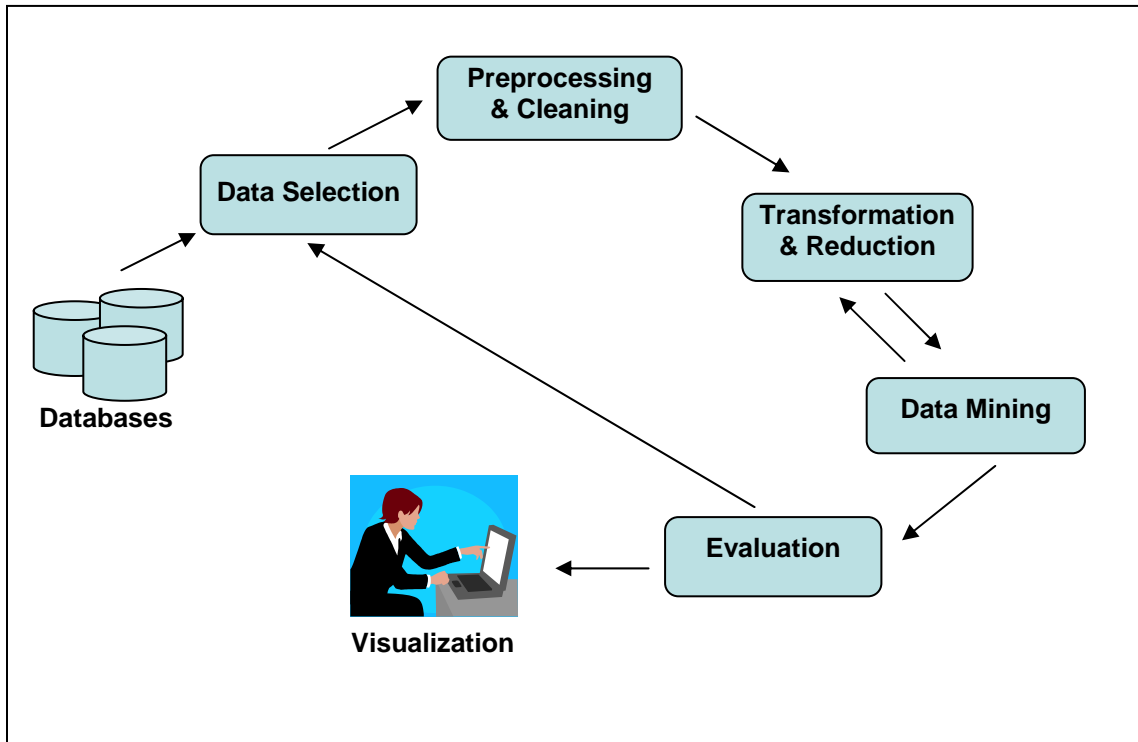 Preprocessing
& Cleaning
Data Selection
Transformation
& Reduction
Databases
Data Mining
Evaluation
Visualization